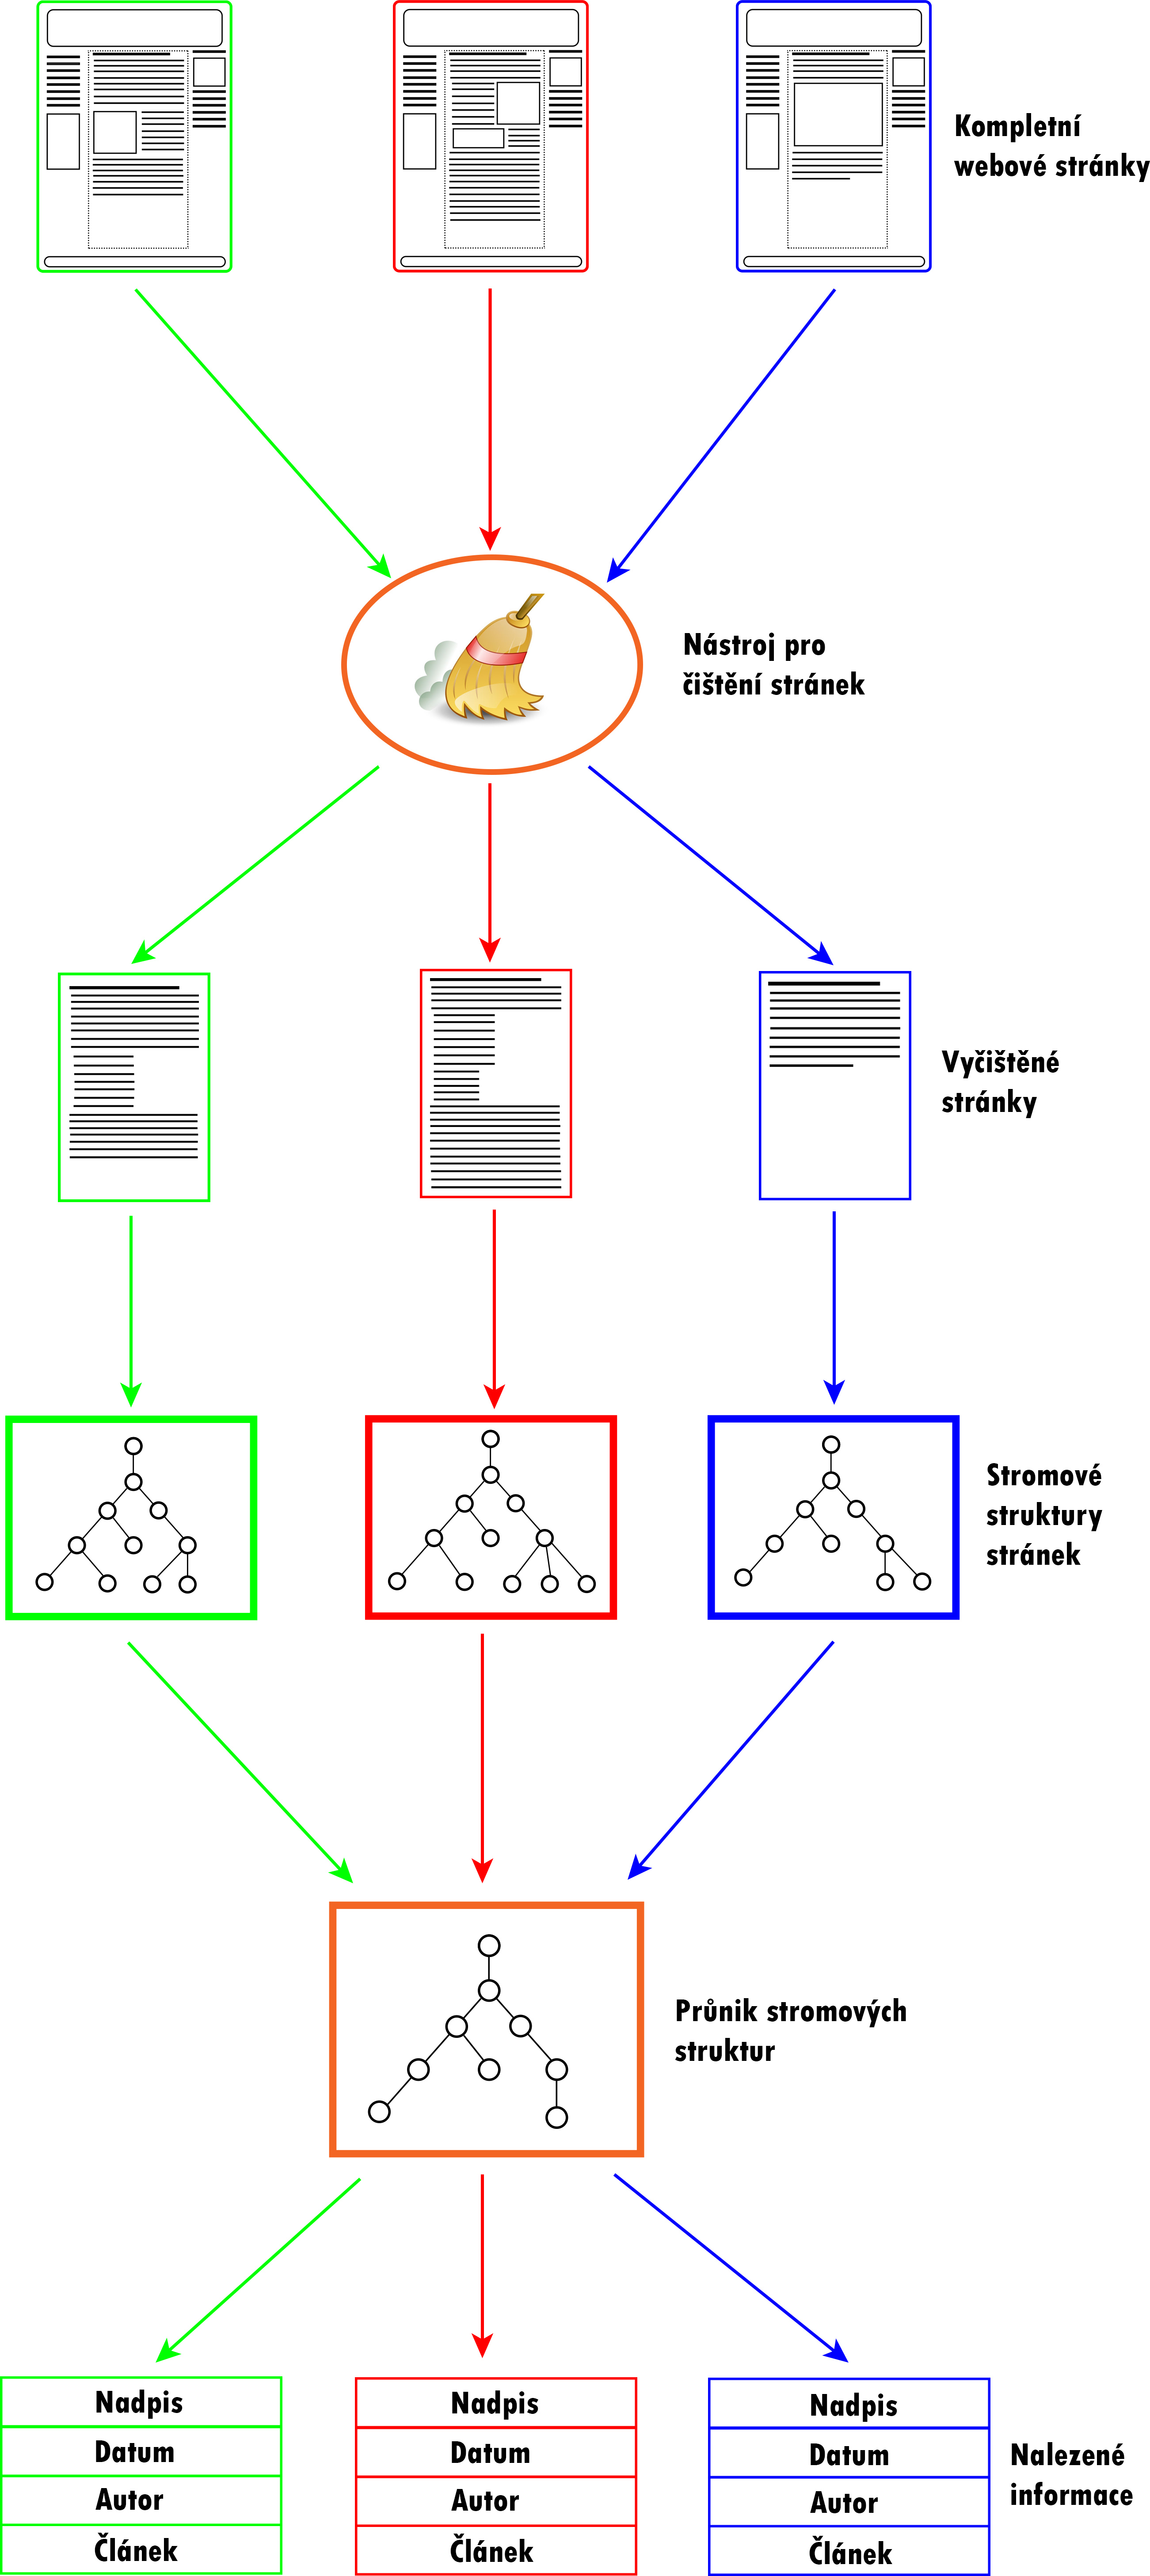 Kompletní
webové stránky
Nástroj pro
čištění stránek
Vyčištěné
stránky
Stromové
struktury
stránek
Průnik stromových
struktur
Nadpis
Datum
Autor
Článek
Nadpis
Datum
Autor
Článek
Nadpis
Datum
Autor
Článek
Nalezené
informace